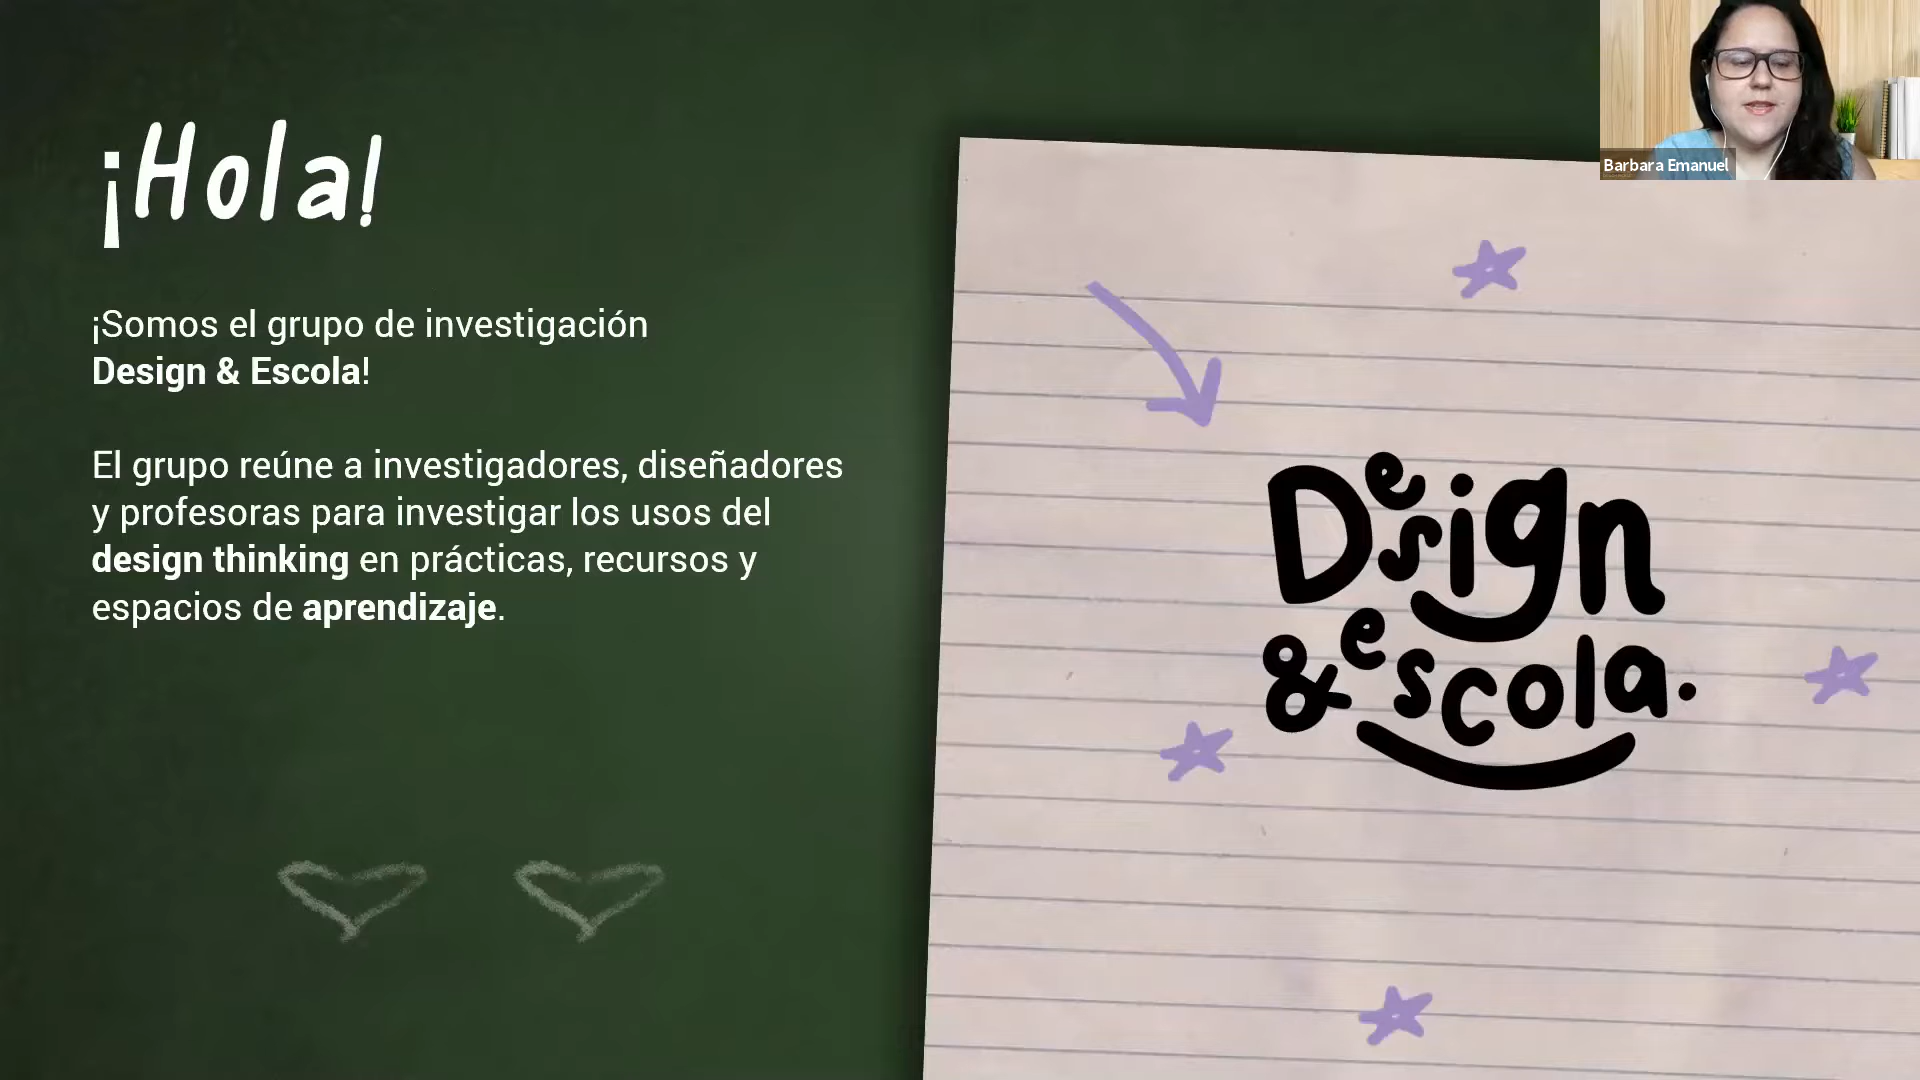 ¡Hola!
¡Somos el grupo de investigación
Design & Escola!
El grupo reúne a investigadores, diseñadores
y profesoras para investigar los usos del
design thinking en prácticas, recursos y
espacios de aprendizaje.
Design
& escola.
Barbara Emanuel